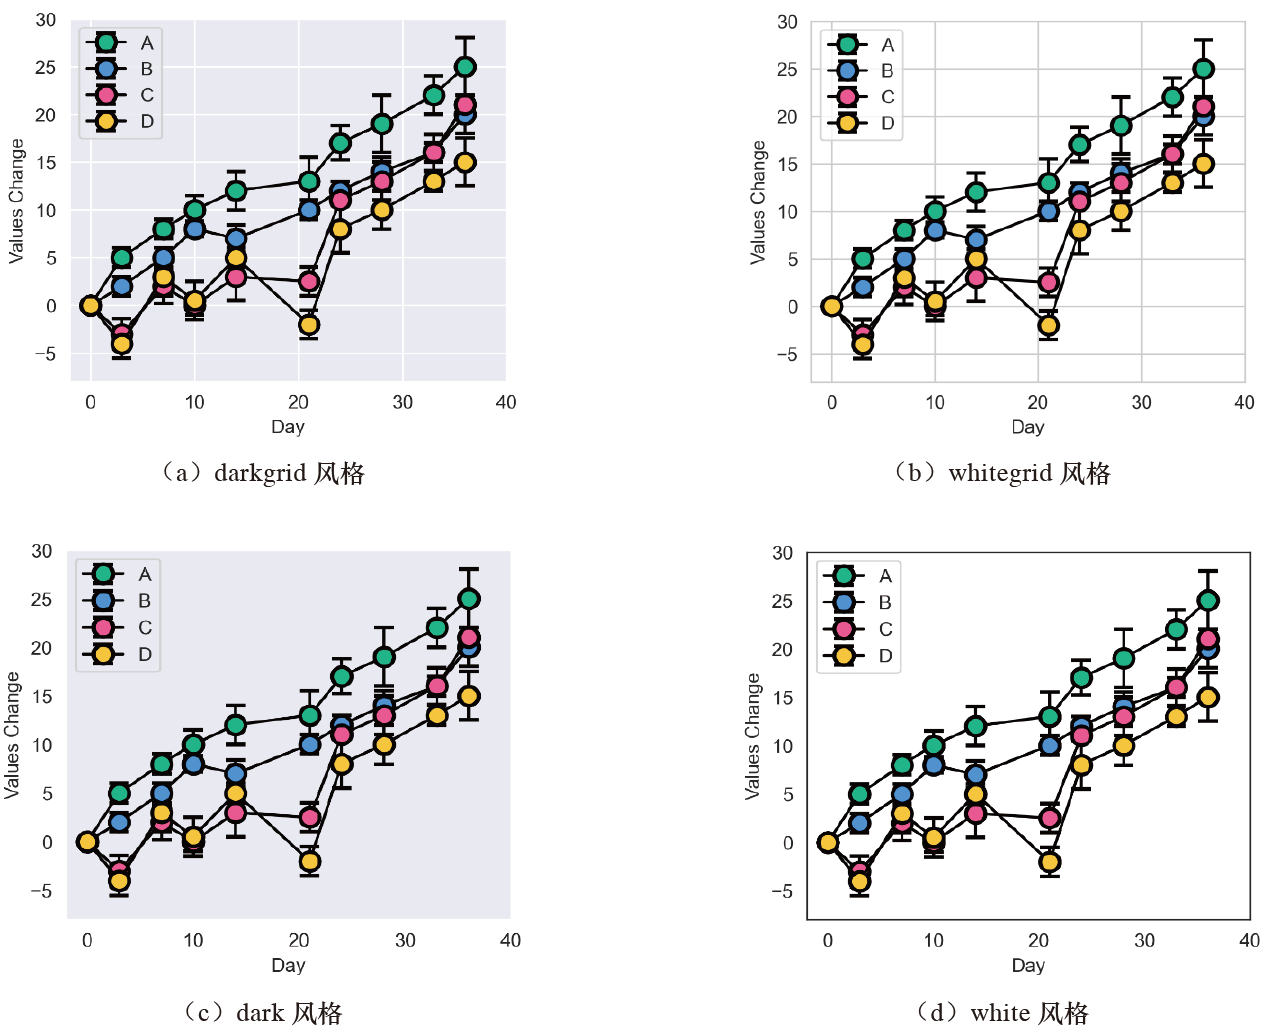 30
25
20
15
10
5
0
−5
Values Change
A
B
C
D
0 10 20 30 40
Day
（a）darkgrid 风格
30
25
20
15
10
5
0
−5
Values Change
A
B
C
D
0 10 20 30 40
Day
（b）whitegrid 风格
30
25
20
15
10
5
0
−5
Values Change
A
B
C
D
0 10 20 30 40
Day
（c）dark 风格
30
25
20
15
10
5
0
−5
Values Change
A
B
C
D
0 10 20 30 40
Day
（d）white 风格